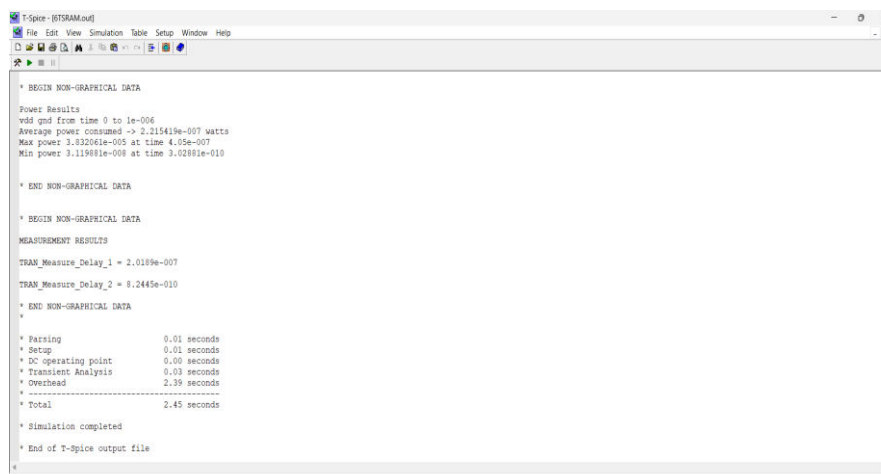 T-Spice - [6TSRAM.out]
File Edit View Simulation Table Setup Window Help
* BEGIN NON-GRAPHICAL DATA
Power Results
vdd gnd from time 0 to 1e-006
Average power consumed -> 2.215419e-007 watts
Max power 3.832061e-005 at time 4.05e-007
Min power 3.119881e-008 at time 3.02881e-010
* END NON-GRAPHICAL DATA
* BEGIN NON-GRAPHICAL DATA
MEASUREMENT RESULTS
TRAN_Measure_Delay_1 = 2.0189e-007
TRAN_Measure_Delay_2 = 8.2445e-010
* END NON-GRAPHICAL DATA
*
* Parsing 0.01 seconds
* Setup 0.01 seconds
* DC operating point 0.00 seconds
* Transient Analysis 0.03 seconds
* Overhead 2.39 seconds
* -----------------------------------------
* Total 2.45 seconds
* Simulation completed
* End of T-Spice output file